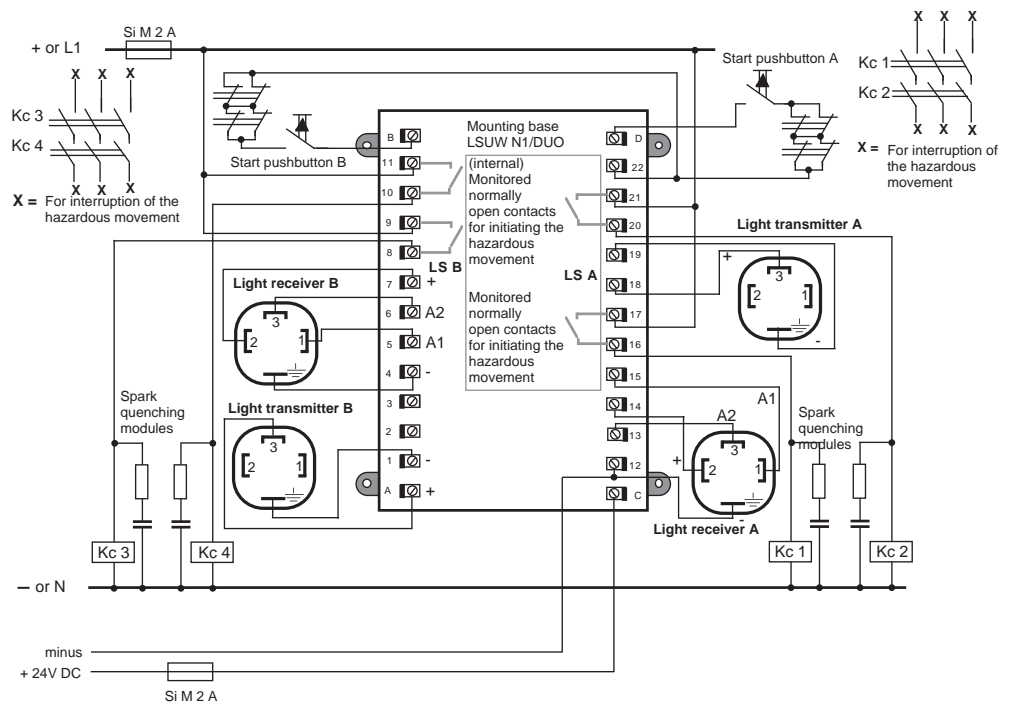 Si M 2 A
+ or L1
X X X
Kc 3
Kc 4
X X X
X = For interruption of the
hazardous movement
Start pushbutton B
Start pushbutton A
X X X
Kc 1
Kc 2
X X X
X = For interruption of
the hazardous
movement
Mounting base
LSUW N1/DUO
(internal)
Monitored
normally
open contacts
for initiating the
hazardous
movement
LS B
LS A
Monitored
normally
open contacts
for initiating the
hazardous
movement
B
11
10
9
8
7 +
6 A2
5 A1
4 -
3
2
1 -
A +
D
22
21
20
19
18
17
16
15
14
13
12
C
Light receiver B
3
2 1
Light transmitter B
3
2 1
Light transmitter A
+
3
2 1
-
A1
A2
+
3
2 1
-
Light receiver A
Spark
quenching
modules
Kc 3
Kc 4
Spark
quenching
modules
Kc 1
Kc 2
— or N
minus
+ 24V DC
Si M 2 A